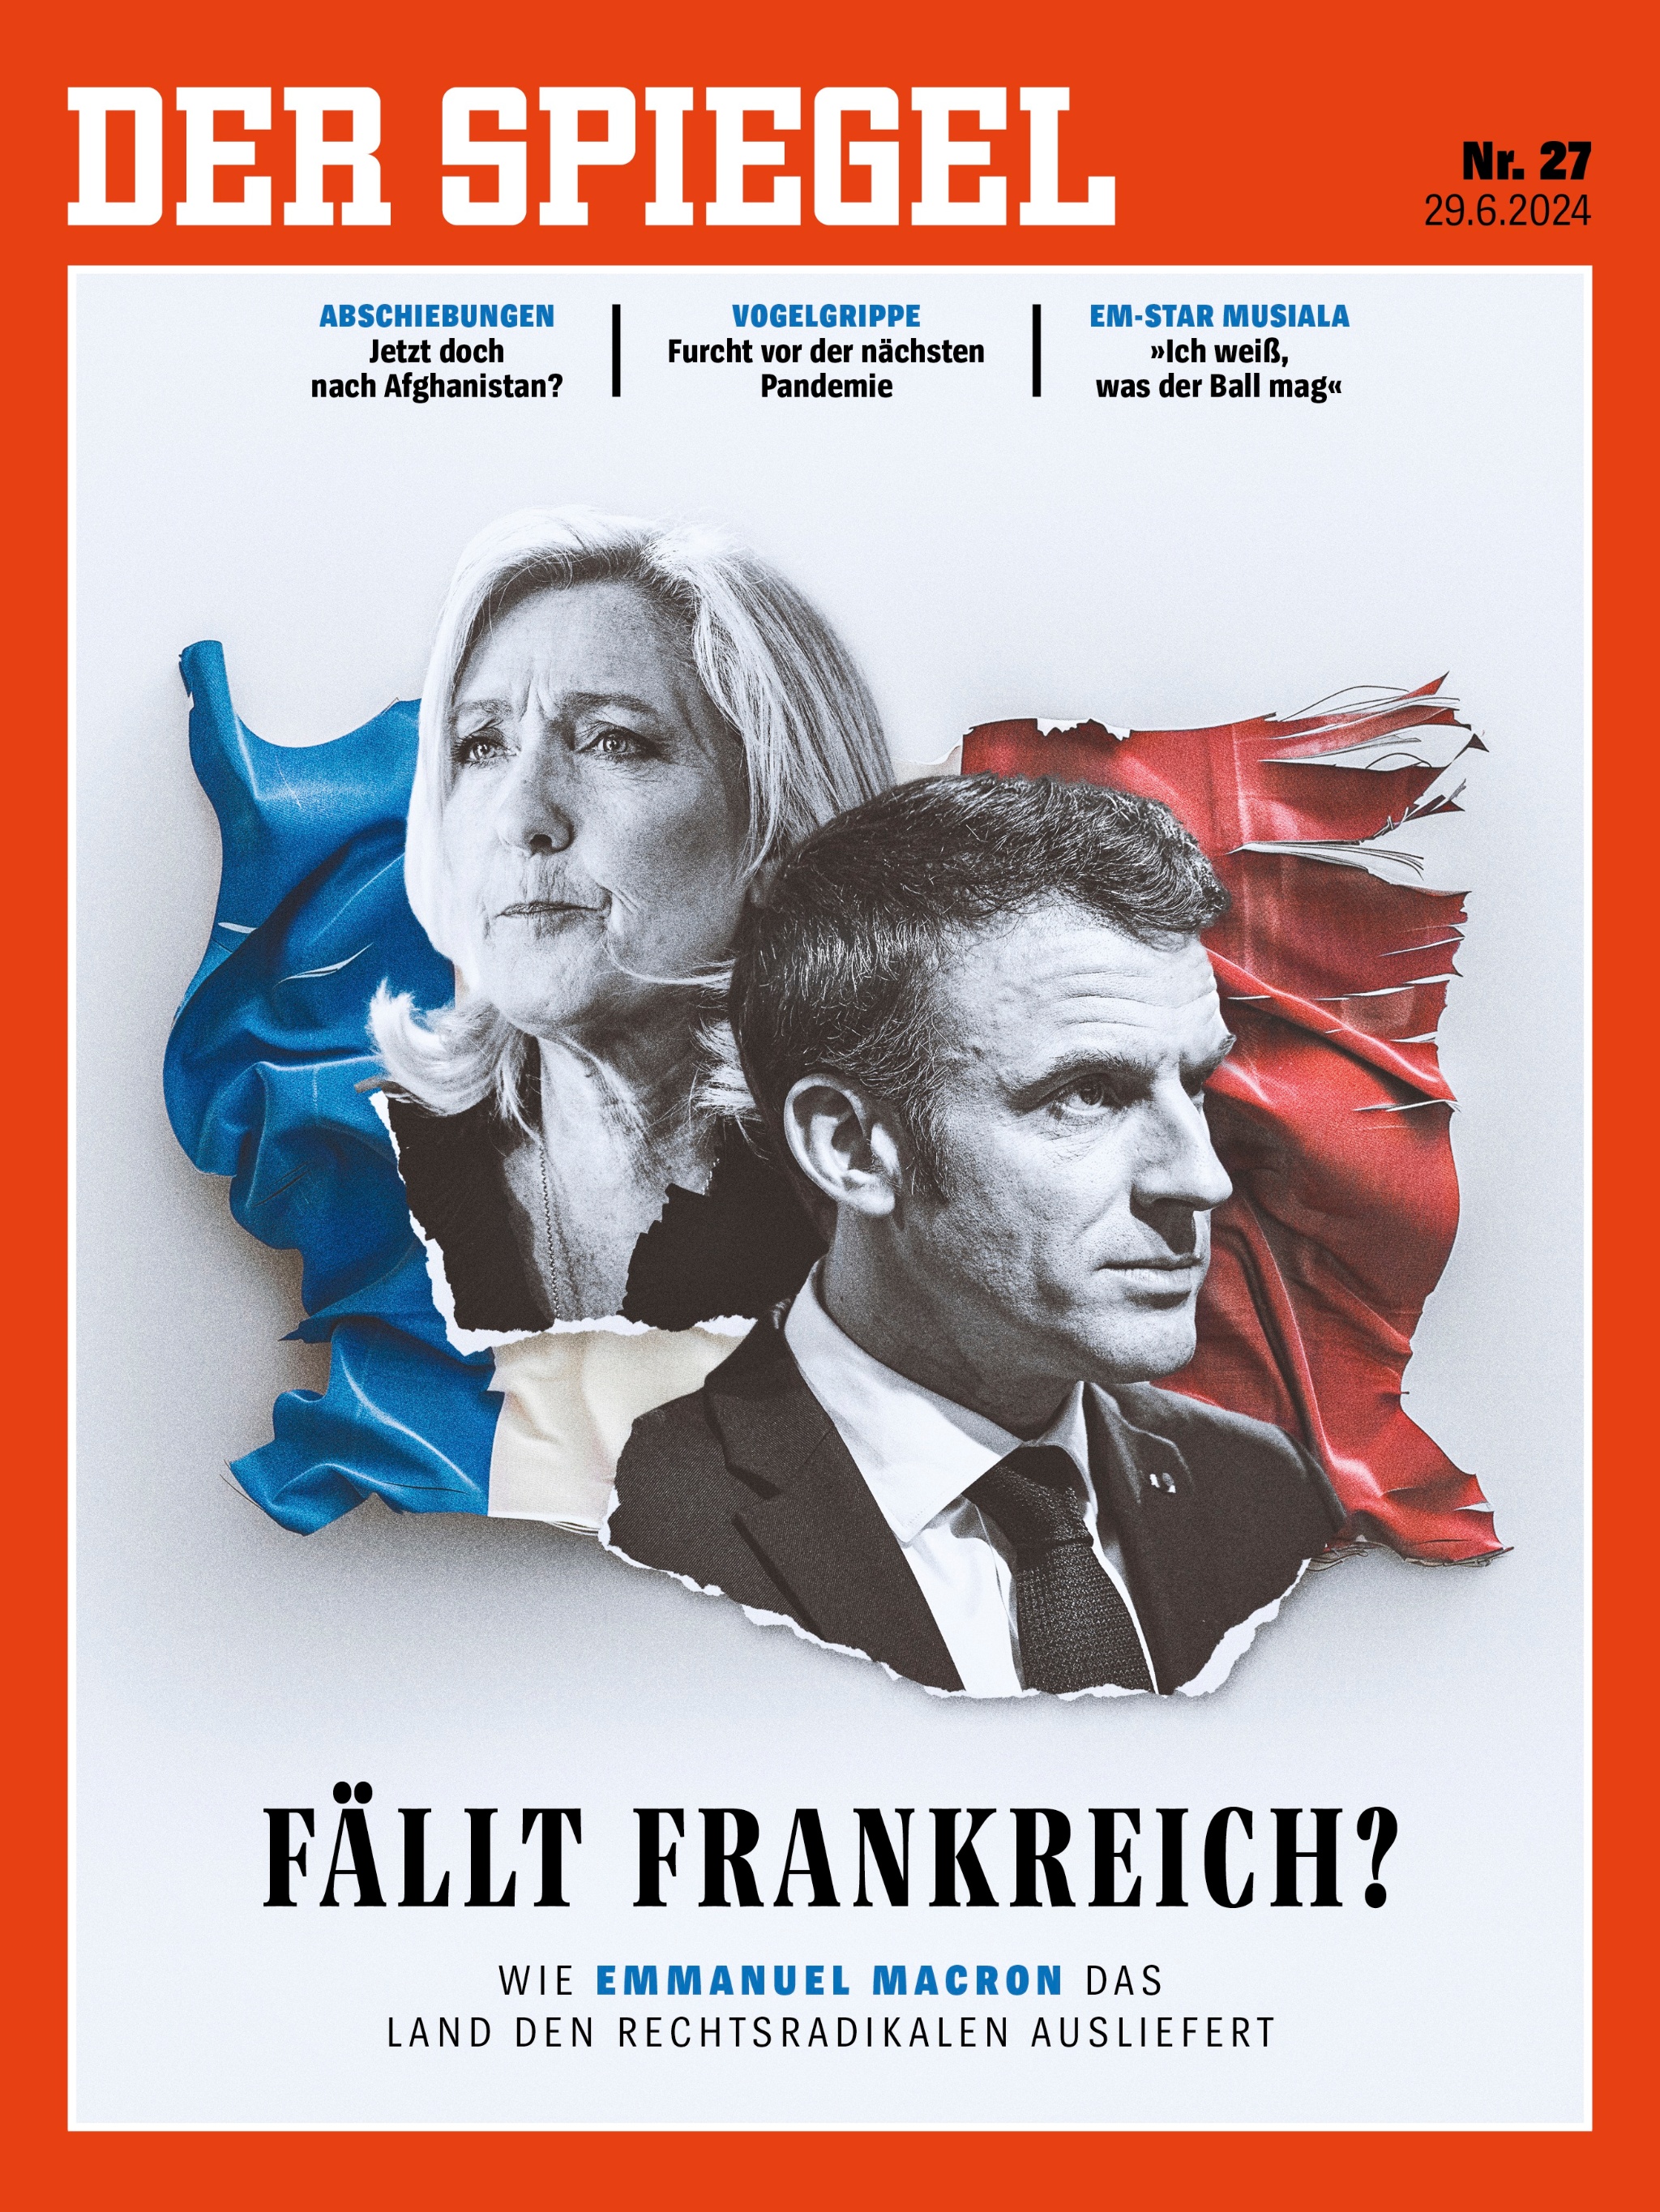 DER SPIEGEL
Nr. 27
29.6.2024
ABSCHIEBUNGEN
Jetzt doch
nach Afghanistan?
VOGELGRIPPE
Furcht vor der nächsten
Pandemie
EM-STAR MUSIALA
»Ich weiß,
was der Ball mag«
FÄLLT FRANKREICH?
WIE EMMANUEL MACRON DAS
LAND DEN RECHTSRADIKALEN AUSLIEFERT